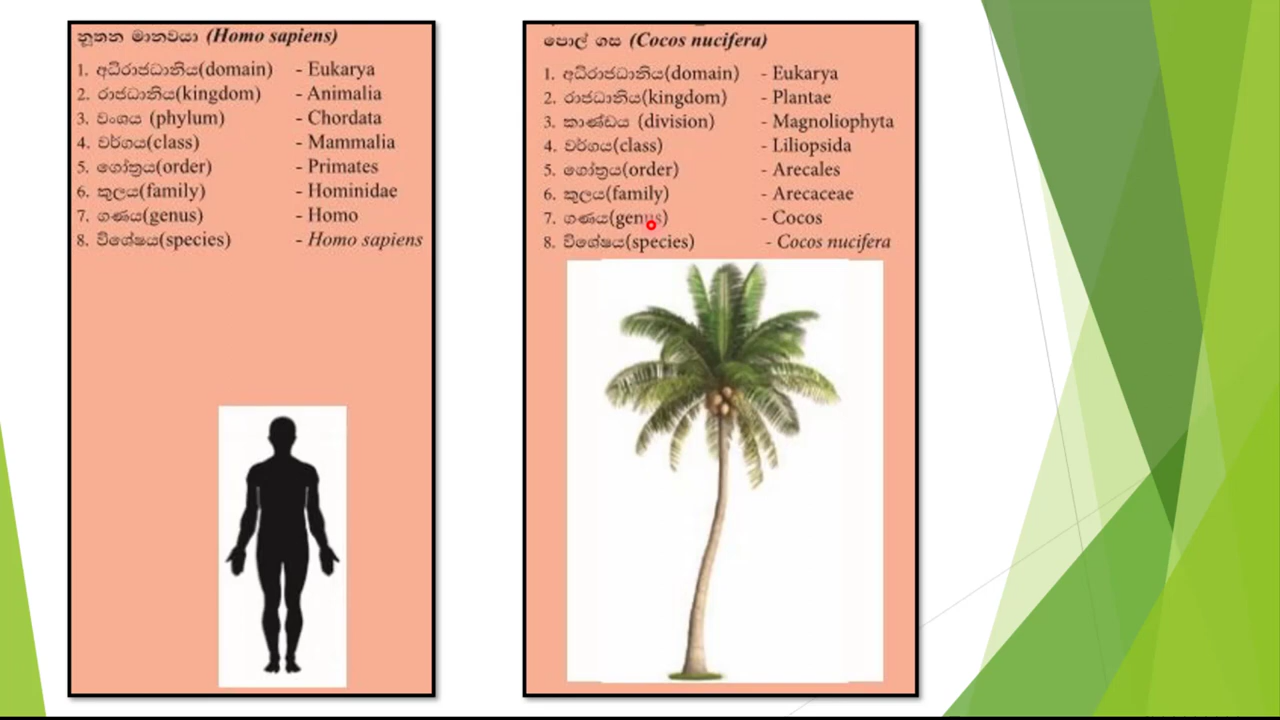 නූතන මානවයා (Homo sapiens)
1. අධිරාජධානිය(domain) - Eukarya
2. රාජධානිය(kingdom) - Animalia
3. වංශය (phylum) - Chordata
4. වර්ගය(class) - Mammalia
5. ගෝත්‍රය(order) - Primates
6. කුලය(family) - Hominidae
7. ගණය(genus) - Homo
8. විශේෂය(species) - Homo sapiens
පොල් ගස (Cocos nucifera)
1. අධිරාජධානිය(domain) - Eukarya
2. රාජධානිය(kingdom) - Plantae
3. කාණ්ඩය (division) - Magnoliophyta
4. වර්ගය(class) - Liliopsida
5. ගෝත්‍රය(order) - Arecales
6. කුලය(family) - Arecaceae
7. ගණය(genus) - Cocos
8. විශේෂය(species) - Cocos nucifera